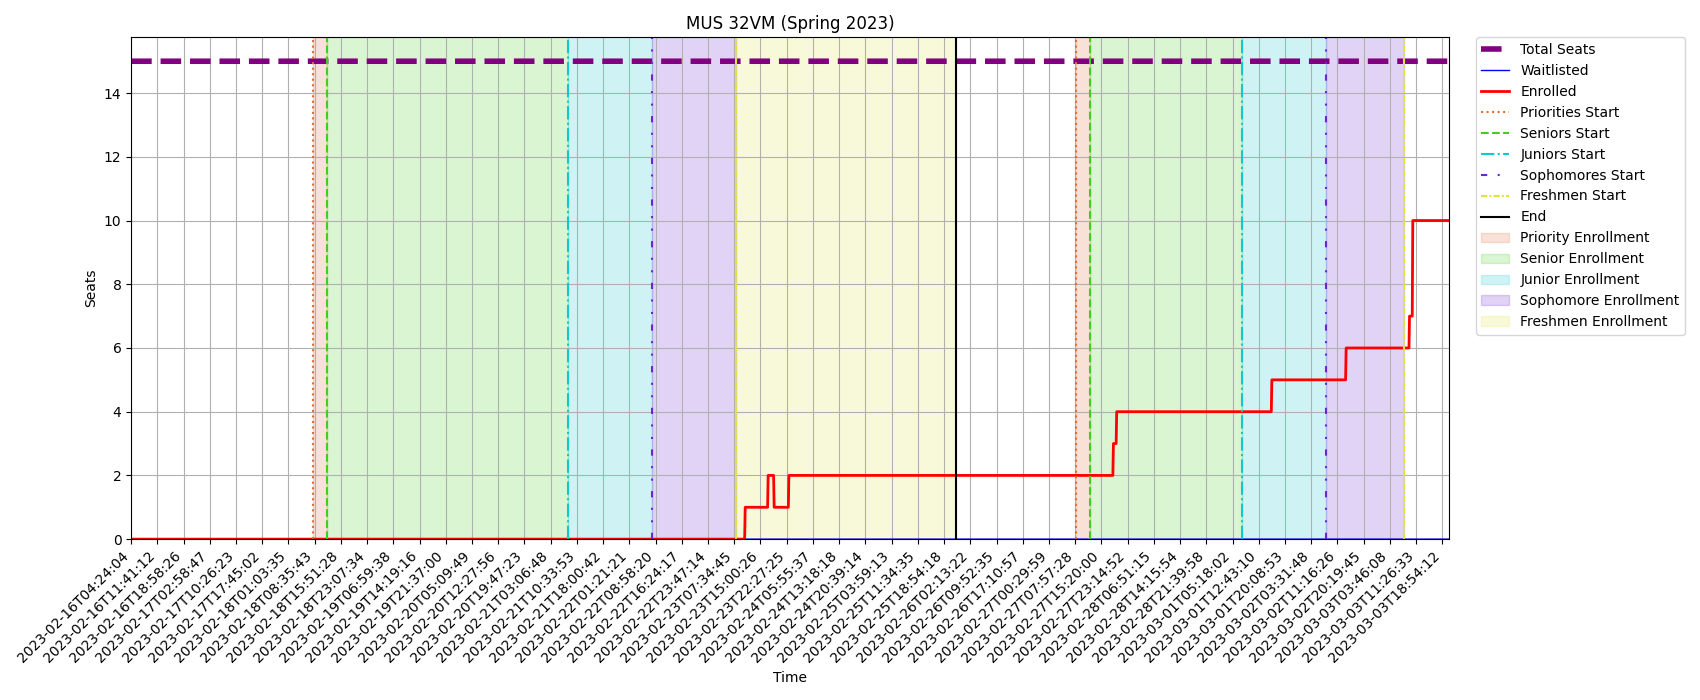 MUS 32VM (Spring 2023)
Seats
14
12
10
8
6
4
2
0
2023-02-16T04:24:04
2023-02-16T11:41:12
2023-02-16T18:58:26
2023-02-17T02:58:47
2023-02-17T10:26:23
2023-02-17T17:45:02
2023-02-18T01:03:35
2023-02-18T08:35:43
2023-02-18T15:51:28
2023-02-18T23:07:34
2023-02-19T06:59:38
2023-02-19T14:19:16
2023-02-19T21:37:00
2023-02-20T05:09:49
2023-02-20T12:27:56
2023-02-20T19:47:23
2023-02-21T03:06:48
2023-02-21T10:33:53
2023-02-21T18:00:42
2023-02-22T01:21:21
2023-02-22T08:58:20
2023-02-22T16:24:17
2023-02-22T23:47:14
2023-02-23T07:34:45
2023-02-23T15:00:26
2023-02-23T22:27:25
2023-02-24T05:55:37
2023-02-24T13:18:18
2023-02-24T20:39:14
2023-02-25T03:59:13
2023-02-25T11:34:35
2023-02-25T18:54:18
2023-02-26T02:13:22
2023-02-26T09:52:35
2023-02-26T17:10:57
2023-02-27T00:29:59
2023-02-27T07:57:28
2023-02-27T15:20:00
2023-02-27T23:14:52
2023-02-28T06:51:15
2023-02-28T14:15:54
2023-02-28T21:39:58
2023-03-01T05:18:02
2023-03-01T12:43:10
2023-03-01T20:08:53
2023-03-02T03:31:48
2023-03-02T11:16:26
2023-03-02T20:19:45
2023-03-03T03:46:08
2023-03-03T11:26:33
2023-03-03T18:54:12
Time
Total Seats
Waitlisted
Enrolled
Priorities Start
Seniors Start
Juniors Start
Sophomores Start
Freshmen Start
End
Priority Enrollment
Senior Enrollment
Junior Enrollment
Sophomore Enrollment
Freshmen Enrollment